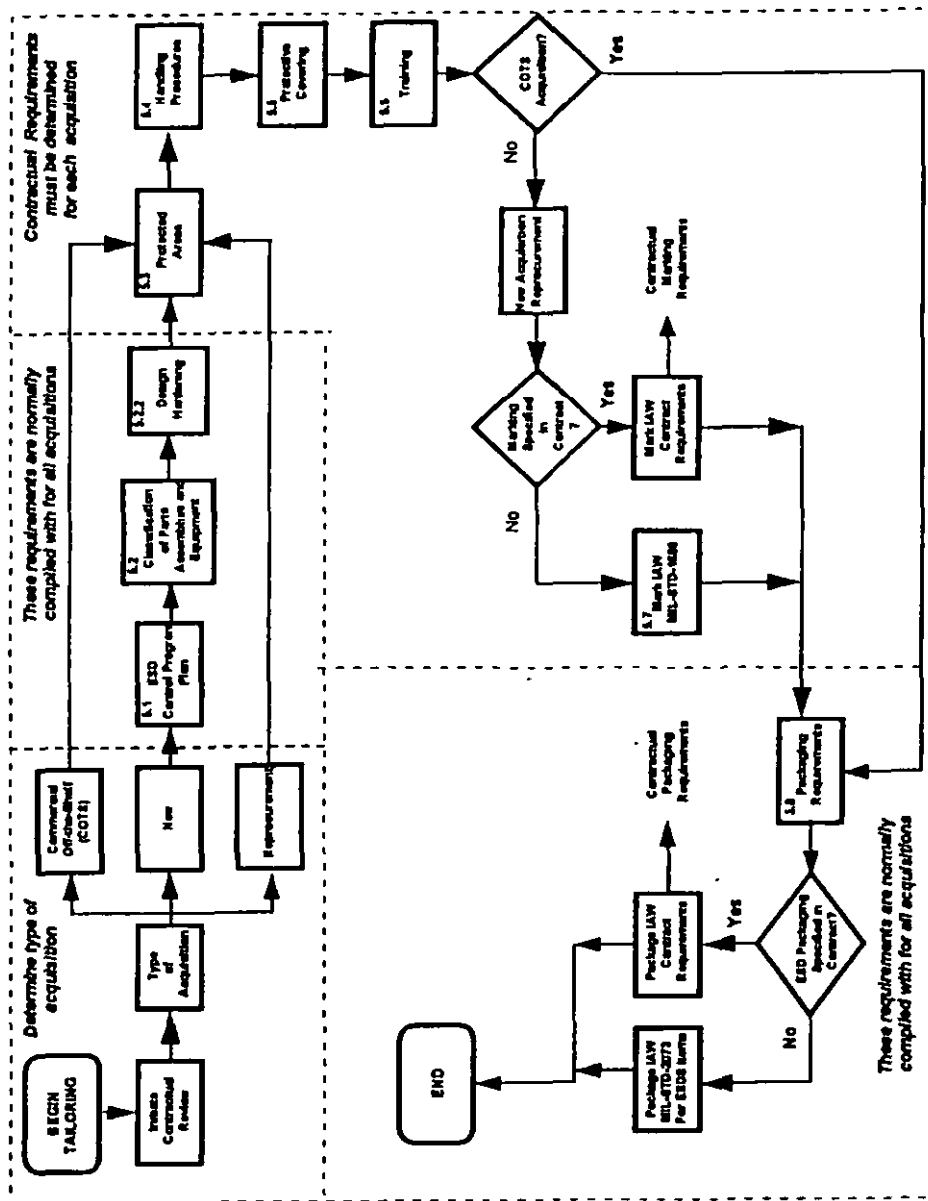 BEGIN
TAILORING
Initiate
Contractual
Review
Determine type of
acquisition
Type
of
Acquisition
Commercial
Off-the-Shelf
(COTS)
New
Reprocurement
These requirements are normally
compiled with for all acquisitions
5.1 ESD
Control Program
Plan
5.2
Classification
of Parts
Assemblies and
Equipment
5.2.2
Design
Hardening
Contractual Requirements
must be determined
for each acquisition
5.3
Protected
Areas
5.4
Handling
Procedures
5.5
Protective
Covering
5.6
Training
COTS
Acquisition?
No
Yes
New Acquisition
Reprocurement
Marking
Specified
in
Contract
?
Yes
No
Mark IAW
Contract
Requirements
Contractual
Marking
Requirements
5.7
Mark IAW
MIL-STD-1686
5.8
Packaging
Requirements
ESD Packaging
Specified in
Contract?
Yes
No
Package IAW
Contract
Requirements
Contractual
Packaging
Requirements
Package IAW
MIL-STD-2073
For ESDS Items
END
These requirements are normally
compiled with for all acquisitions